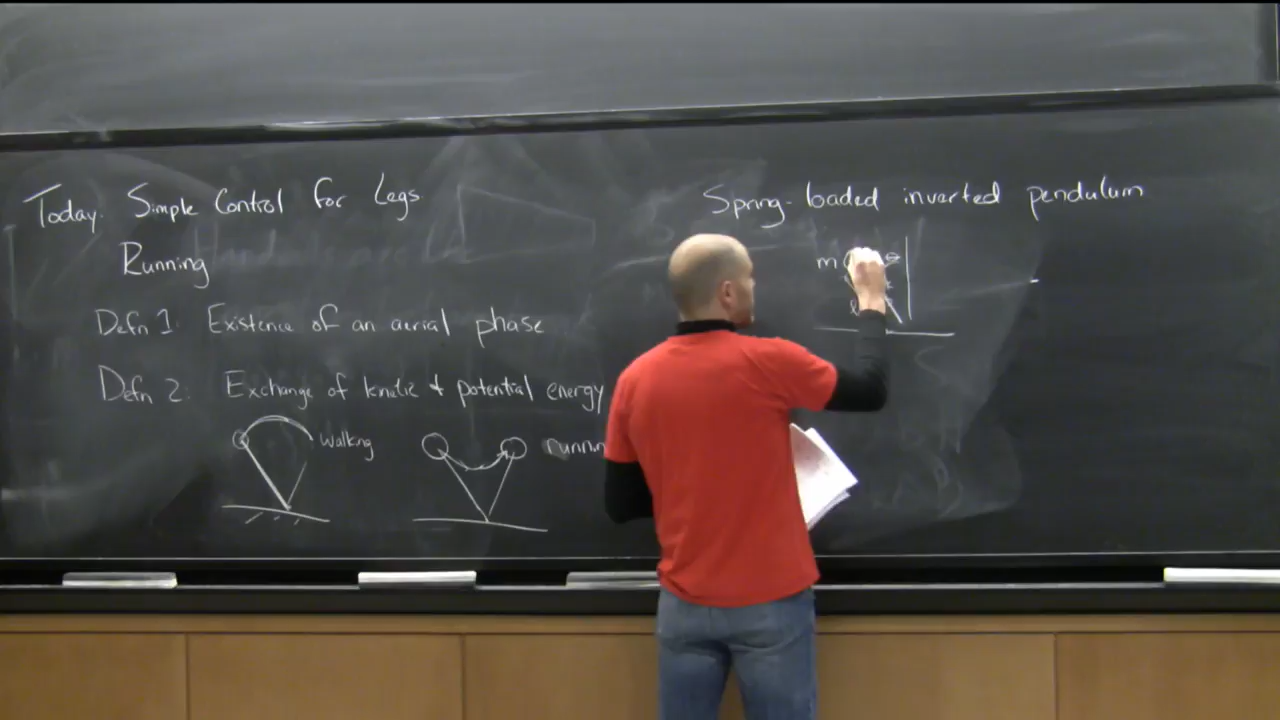 Today: Simple Control for Legs
Running
Defn 1: Existence of an aerial phase
Defn 2: Exchange of kinetic + potential energy
walking
runnin
Spring-loaded inverted pendulum
m
θ
l